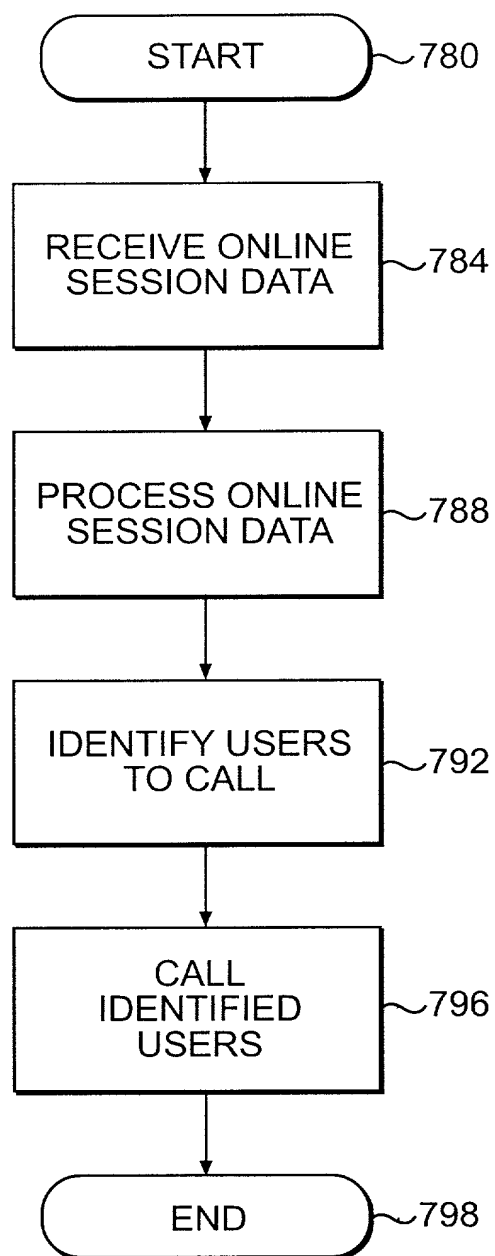 START
780
RECEIVE ONLINE
SESSION DATA
784
PROCESS ONLINE
SESSION DATA
788
IDENTIFY USERS
TO CALL
792
CALL
IDENTIFIED
USERS
796
END
798